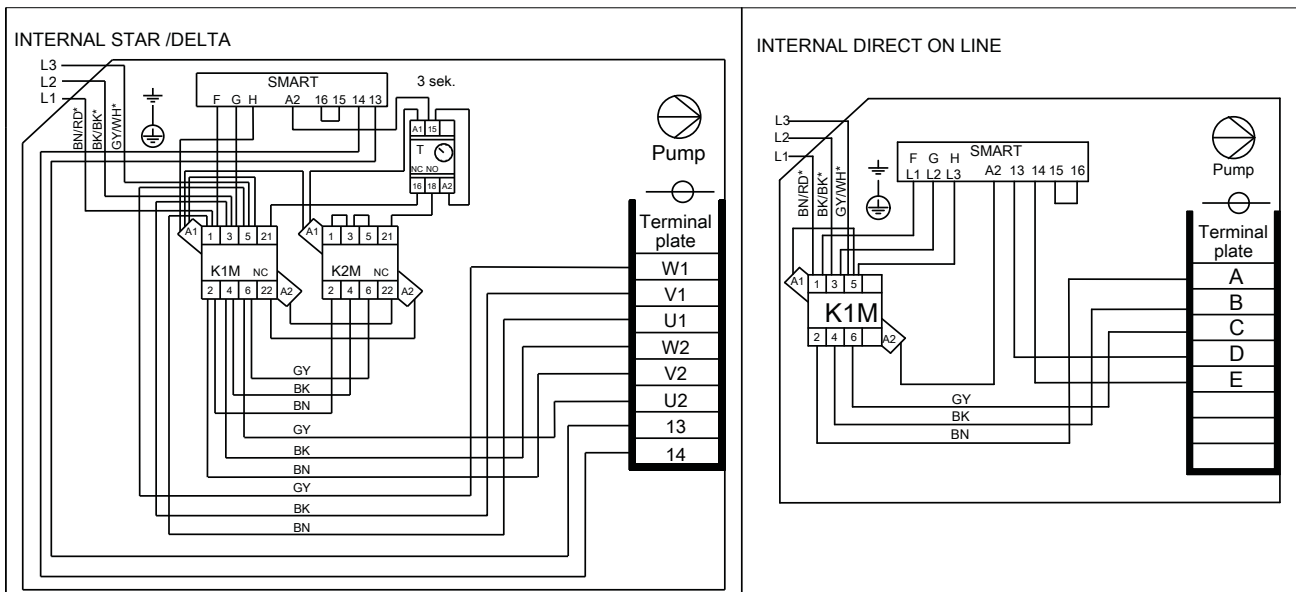 INTERNAL STAR /DELTA
L3
L2
L1
BN/RD*
BK/BK*
GY/WH*
SMART
F G H A2 16 15 14 13
3 sek.
A1 15
T
NC NO
16 18 A2
Pump
Terminal
plate
W1
V1
U1
W2
V2
U2
13
14
A1
1 3 5 21
K1M NC
2 4 6 22
A2
A1
1 3 5 21
K2M NC
2 4 6 22
A2
GY
BK
BN
GY
BK
BN
GY
BK
BN
INTERNAL DIRECT ON LINE
L3
L2
L1
BN/RD*
BK/BK*
GY/WH*
SMART
F G H
L1 L2 L3 A2 13 14 15 16
Pump
Terminal
plate
A
B
C
D
E
A1
1 3 5
K1M
2 4 6
A2
GY
BK
BN